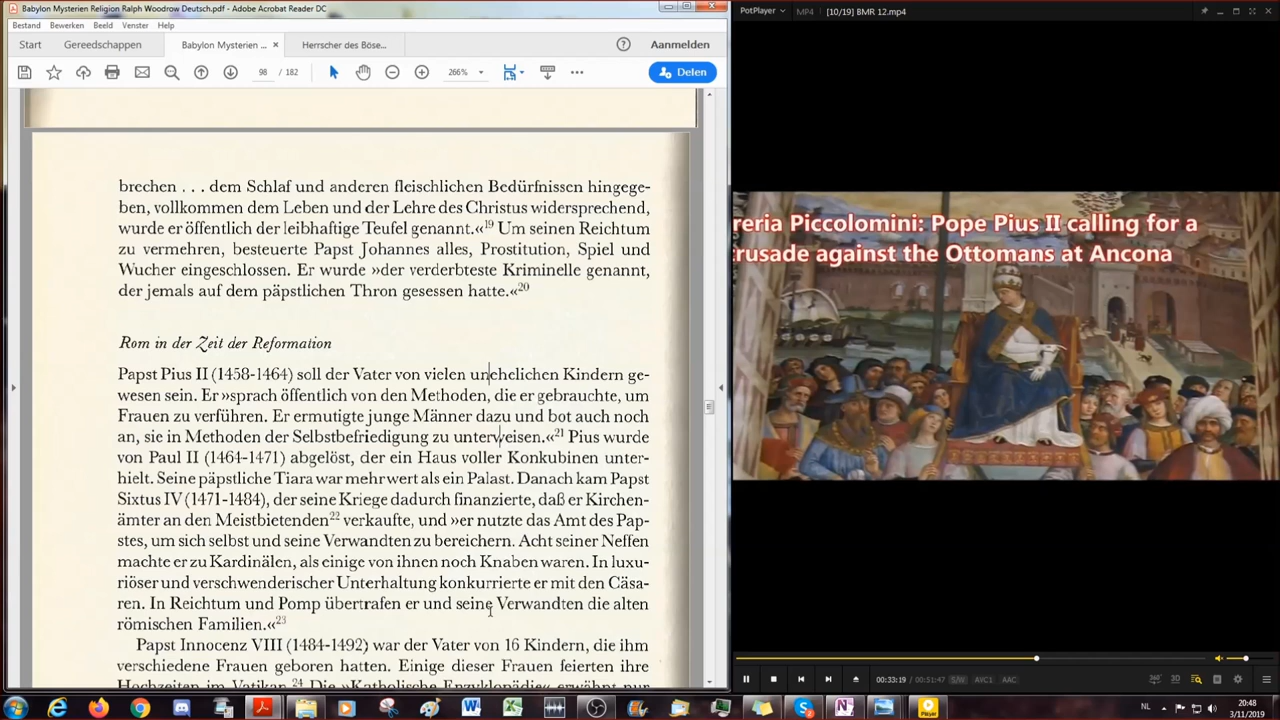 Babylon Mysterien Religion Ralph Woodrow Deutsch.pdf - Adobe Acrobat Reader DC
Bestand Bewerken Beeld Venster Help
Start Gereedschappen Babylon Mysterien ... × Herrscher des Böse... Aanmelden
98 / 182 266% Delen
brechen . . . dem Schlaf und anderen fleischlichen Bedürfnissen hingege-
ben, vollkommen dem Leben und der Lehre des Christus widersprechend,
wurde er öffentlich der leibhaftige Teufel genannt.«19 Um seinen Reichtum
zu vermehren, besteuerte Papst Johannes alles, Prostitution, Spiel und
Wucher eingeschlossen. Er wurde »der verderbteste Kriminelle genannt,
der jemals auf dem päpstlichen Thron gesessen hatte.«20
Rom in der Zeit der Reformation
Papst Pius II (1458-1464) soll der Vater von vielen unehelichen Kindern ge-
wesen sein. Er »sprach öffentlich von den Methoden, die er gebrauchte, um
Frauen zu verführen. Er ermutigte junge Männer dazu und bot auch noch
an, sie in Methoden der Selbstbefriedigung zu unterweisen.«21 Pius wurde
von Paul II (1464-1471) abgelöst, der ein Haus voller Konkubinen unter-
hielt. Seine päpstliche Tiara war mehr wert als ein Palast. Danach kam Papst
Sixtus IV (1471-1484), der seine Kriege dadurch finanzierte, daß er Kirchen-
ämter an den Meistbietenden22 verkaufte, und »er nutzte das Amt des Pap-
stes, um sich selbst und seine Verwandten zu bereichern. Acht seiner Neffen
machte er zu Kardinälen, als einige von ihnen noch Knaben waren. In luxu-
riöser und verschwenderischer Unterhaltung konkurrierte er mit den Cäsa-
ren. In Reichtum und Pomp übertrafen er und seine Verwandten die alten
römischen Familien.«23
Papst Innocenz VIII (1484-1492) war der Vater von 16 Kindern, die ihm
verschiedene Frauen geboren hatten. Einige dieser Frauen feierten ihre
Hochzeiten im Vatikan.24 Die »Katholische Enzyklopädie« erwähnt nur
PotPlayer MP4 [10/19] BMR 12.mp4
reria Piccolomini: Pope Pius II calling for a
rusade against the Ottomans at Ancona
00:33:19 / 00:51:47 S/W AVC1 AAC 360° 3D
NL 20:48
3/11/2019